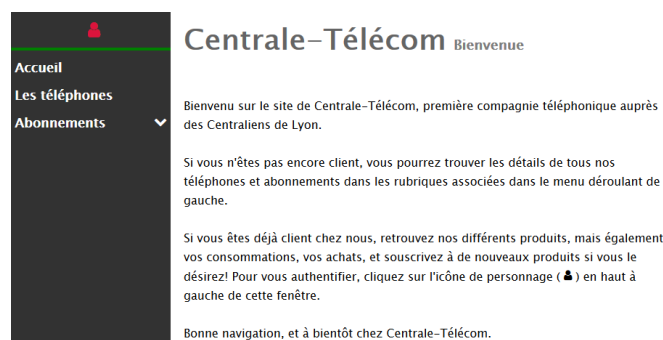 Centrale-Télécom Bienvenue
Accueil
Les téléphones
Abonnements
Bienvenu sur le site de Centrale-Télécom, première compagnie téléphonique auprès
des Centraliens de Lyon.
Si vous n'êtes pas encore client, vous pourrez trouver les détails de tous nos
téléphones et abonnements dans les rubriques associées dans le menu déroulant de
gauche.
Si vous êtes déjà client chez nous, retrouvez nos différents produits, mais également
vos consommations, vos achats, et souscrivez à de nouveaux produits si vous le
désirez! Pour vous authentifier, cliquez sur l'icône de personnage ( ) en haut à
gauche de cette fenêtre.
Bonne navigation, et à bientôt chez Centrale-Télécom.